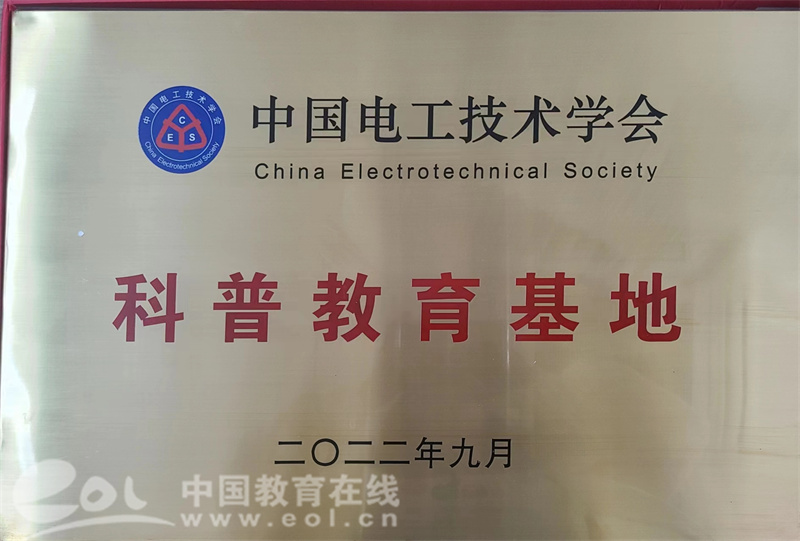 中国电工技术学会
CES
China Electrotechnical Society
中国电工技术学会
China Electrotechnical Society
科普教育基地
二〇二二年九月
eol 中国教育在线
www.eol.cn